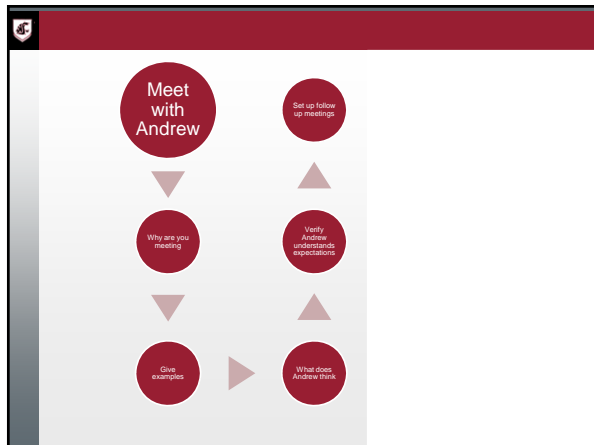 Meet
with
Andrew
Why are you
meeting
Give
examples
What does
Andrew think
Verify
Andrew
understands
expectations
Set up follow
up meetings